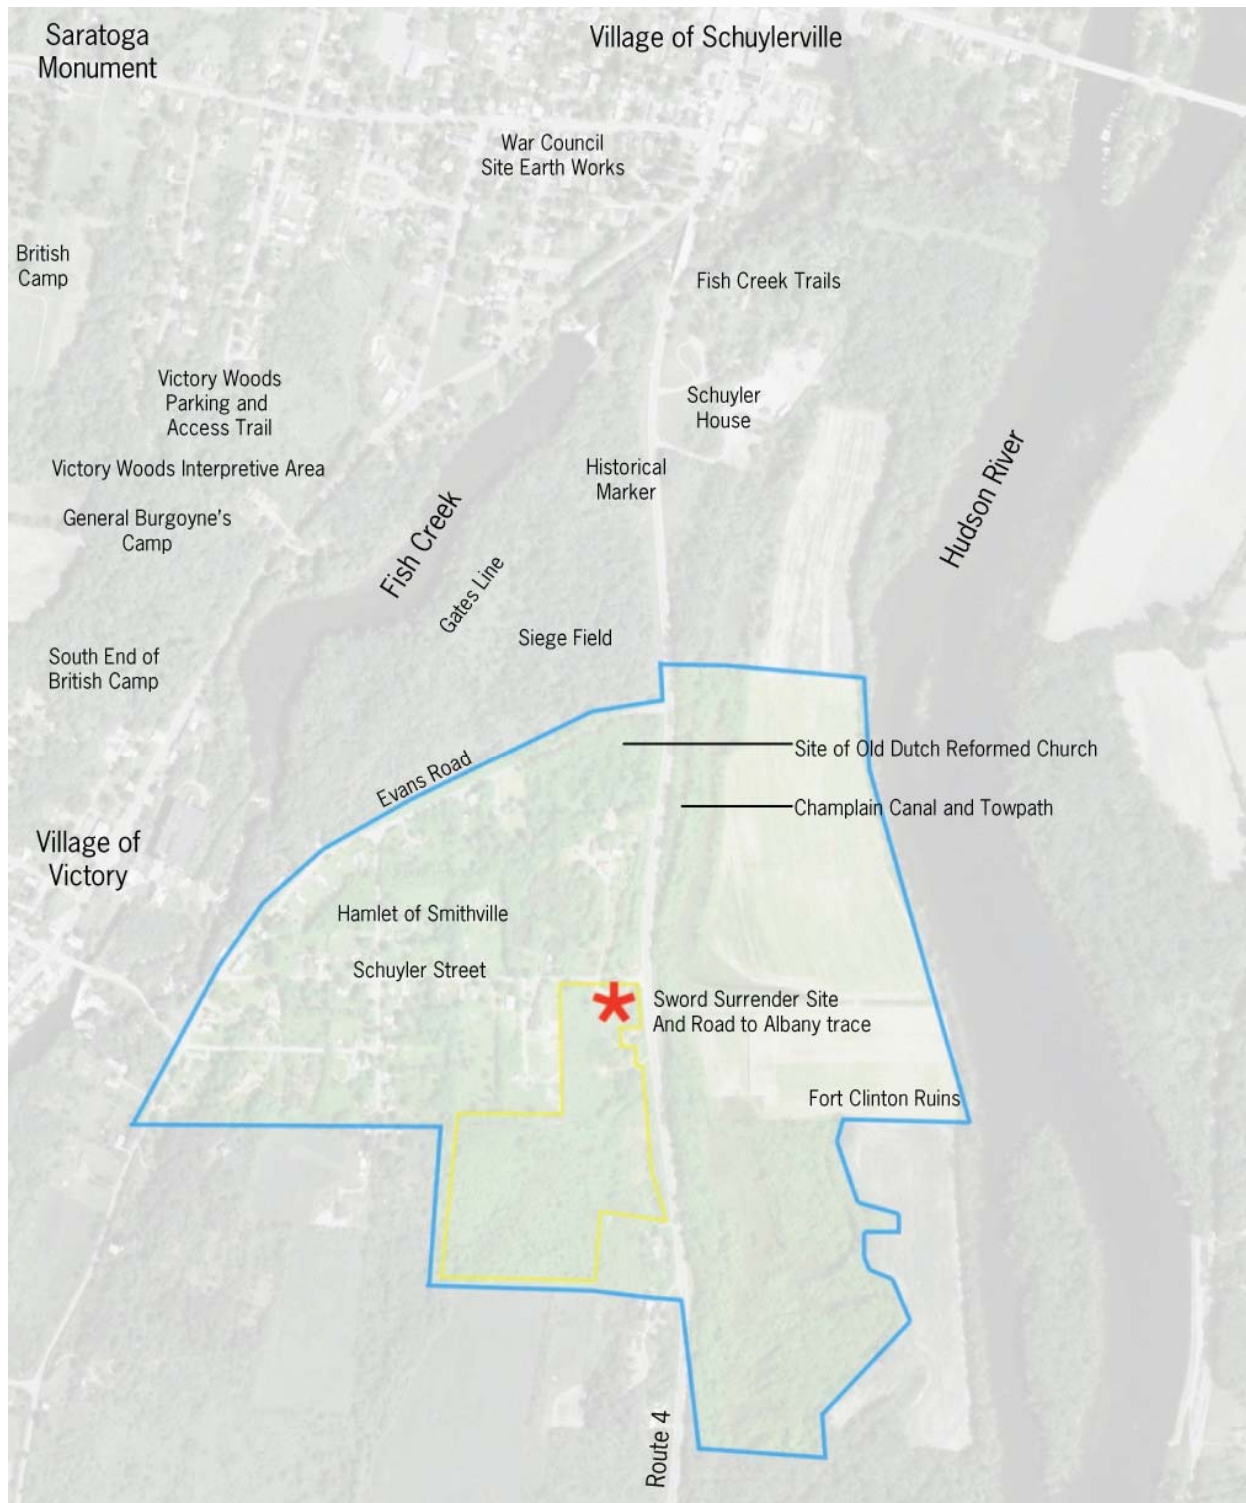 Saratoga
Monument
Village of Schuylerville
War Council
Site Earth Works
British
Camp
Fish Creek Trails
Victory Woods
Parking and
Access Trail
Schuyler
House
Victory Woods Interpretive Area
Historical
Marker
General Burgoyne's
Camp
Fish Creek
Hudson River
Gates Line
Siege Field
South End of
British Camp
Site of Old Dutch Reformed Church
Evans Road
Champlain Canal and Towpath
Village of
Victory
Hamlet of Smithville
Schuyler Street
Sword Surrender Site
And Road to Albany trace
Fort Clinton Ruins
Route 4